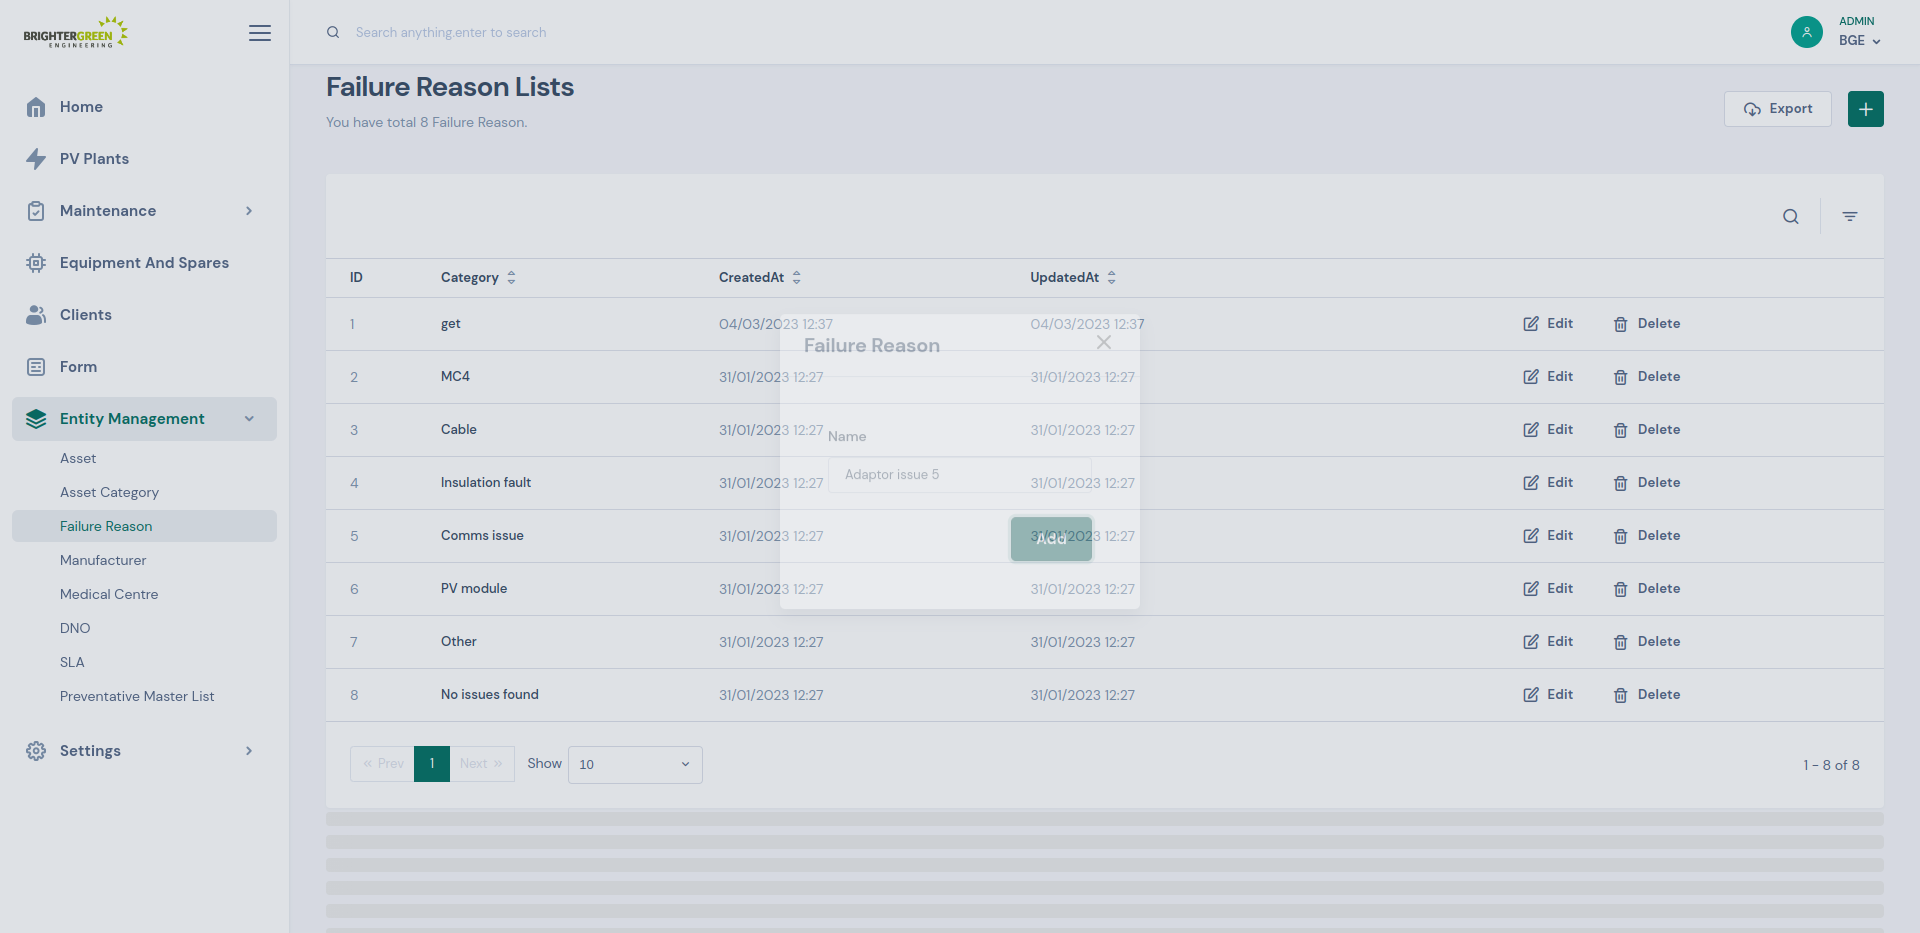 BRIGHTERGREEN
ENGINEERING
Search anything.enter to search
ADMIN
BGE
Home
PV Plants
Maintenance
Equipment And Spares
Clients
Form
Entity Management
Asset
Asset Category
Failure Reason
Manufacturer
Medical Centre
DNO
SLA
Preventative Master List
Settings
Failure Reason Lists
You have total 8 Failure Reason.
Export
ID Category CreatedAt UpdatedAt
1 get 04/03/2023 12:37 04/03/2023 12:37 Edit Delete
2 MC4 31/01/2023 12:27 31/01/2023 12:27 Edit Delete
3 Cable 31/01/2023 12:27 31/01/2023 12:27 Edit Delete
4 Insulation fault 31/01/2023 12:27 31/01/2023 12:27 Edit Delete
5 Comms issue 31/01/2023 12:27 31/01/2023 12:27 Edit Delete
6 PV module 31/01/2023 12:27 31/01/2023 12:27 Edit Delete
7 Other 31/01/2023 12:27 31/01/2023 12:27 Edit Delete
8 No issues found 31/01/2023 12:27 31/01/2023 12:27 Edit Delete
Failure Reason
Name
Adaptor issue 5
Add
« Prev 1 Next » Show 10
1 - 8 of 8